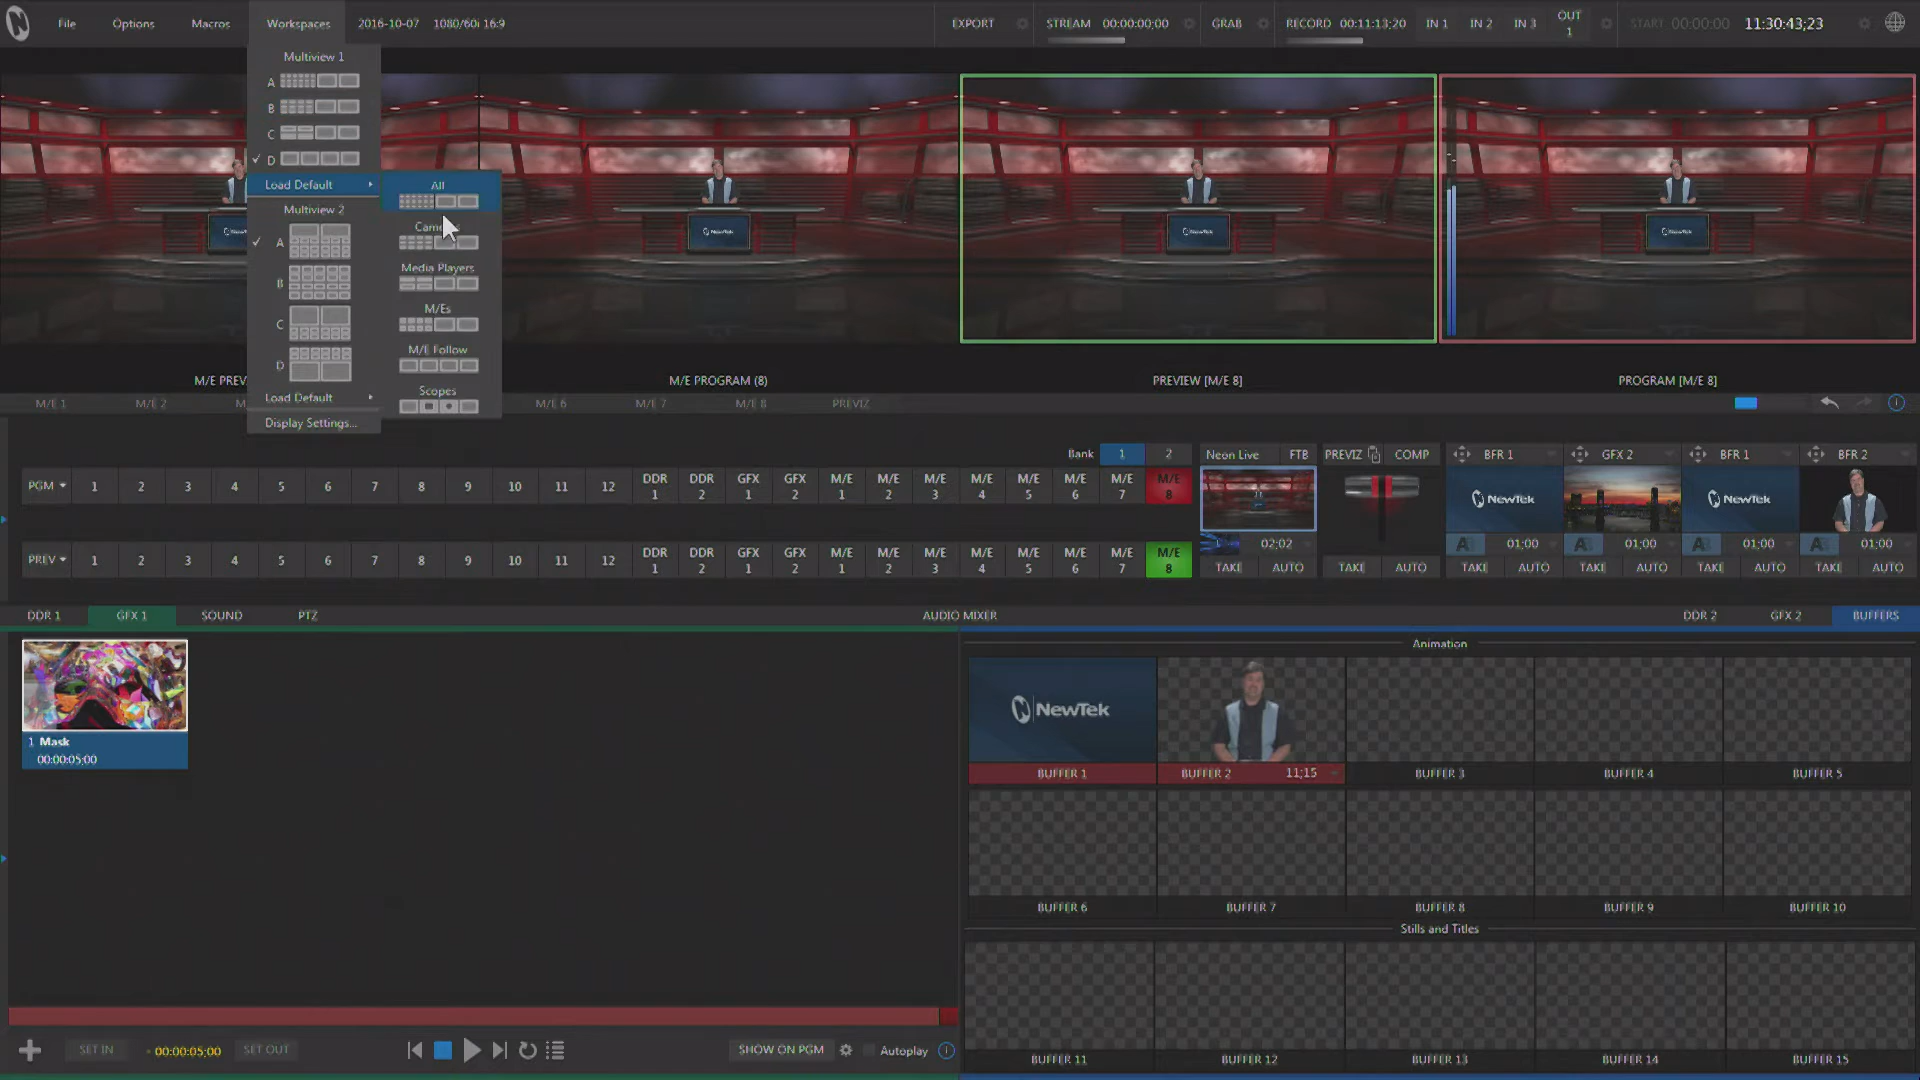 File Options Macros Workspaces 2016-10-07 1080/60i 16:9 EXPORT STREAM 00:00:00;00 GRAB RECORD 00:11:13;20 IN 1 IN 2 IN 3 OUT 1 START 00:00:00 11:30:43;23
Multiview 1
A
B
C
D
Load Default
Multiview 2
A
B
C
D
Load Default
Display Settings...
All
Media Players
M/Es
M/E Follow
Scopes
NewTek
NewTek
NewTek
M/E PROGRAM (8) PREVIEW [M/E 8] PROGRAM [M/E 8]
M/E 1 M/E 2 M/E 6 M/E 7 M/E 8 PREVIZ
Bank 1 2 Neon Live FTB PREVIZ COMP BFR 1 GFX 2 BFR 1 BFR 2
PGM 1 2 3 4 5 6 7 8 9 10 11 12 DDR 1 DDR 2 GFX 1 GFX 2 M/E 1 M/E 2 M/E 3 M/E 4 M/E 5 M/E 6 M/E 7 M/E 8
NewTek NewTek
02;02 01;00 01;00 01;00 01;00
PREV 1 2 3 4 5 6 7 8 9 10 11 12 DDR 1 DDR 2 GFX 1 GFX 2 M/E 1 M/E 2 M/E 3 M/E 4 M/E 5 M/E 6 M/E 7 M/E 8
TAKE AUTO TAKE AUTO TAKE AUTO TAKE AUTO TAKE AUTO TAKE AUTO
DDR 1 GFX 1 SOUND PTZ AUDIO MIXER DDR 2 GFX 2 BUFFERS
Animation
NewTek
1 Mask
00:00:05;00
BUFFER 1 BUFFER 2 11;15 BUFFER 3 BUFFER 4 BUFFER 5
BUFFER 6 BUFFER 7 BUFFER 8 BUFFER 9 BUFFER 10
Stills and Titles
SET IN 00:00:05;00 SET OUT SHOW ON PGM Autoplay
BUFFER 11 BUFFER 12 BUFFER 13 BUFFER 14 BUFFER 15